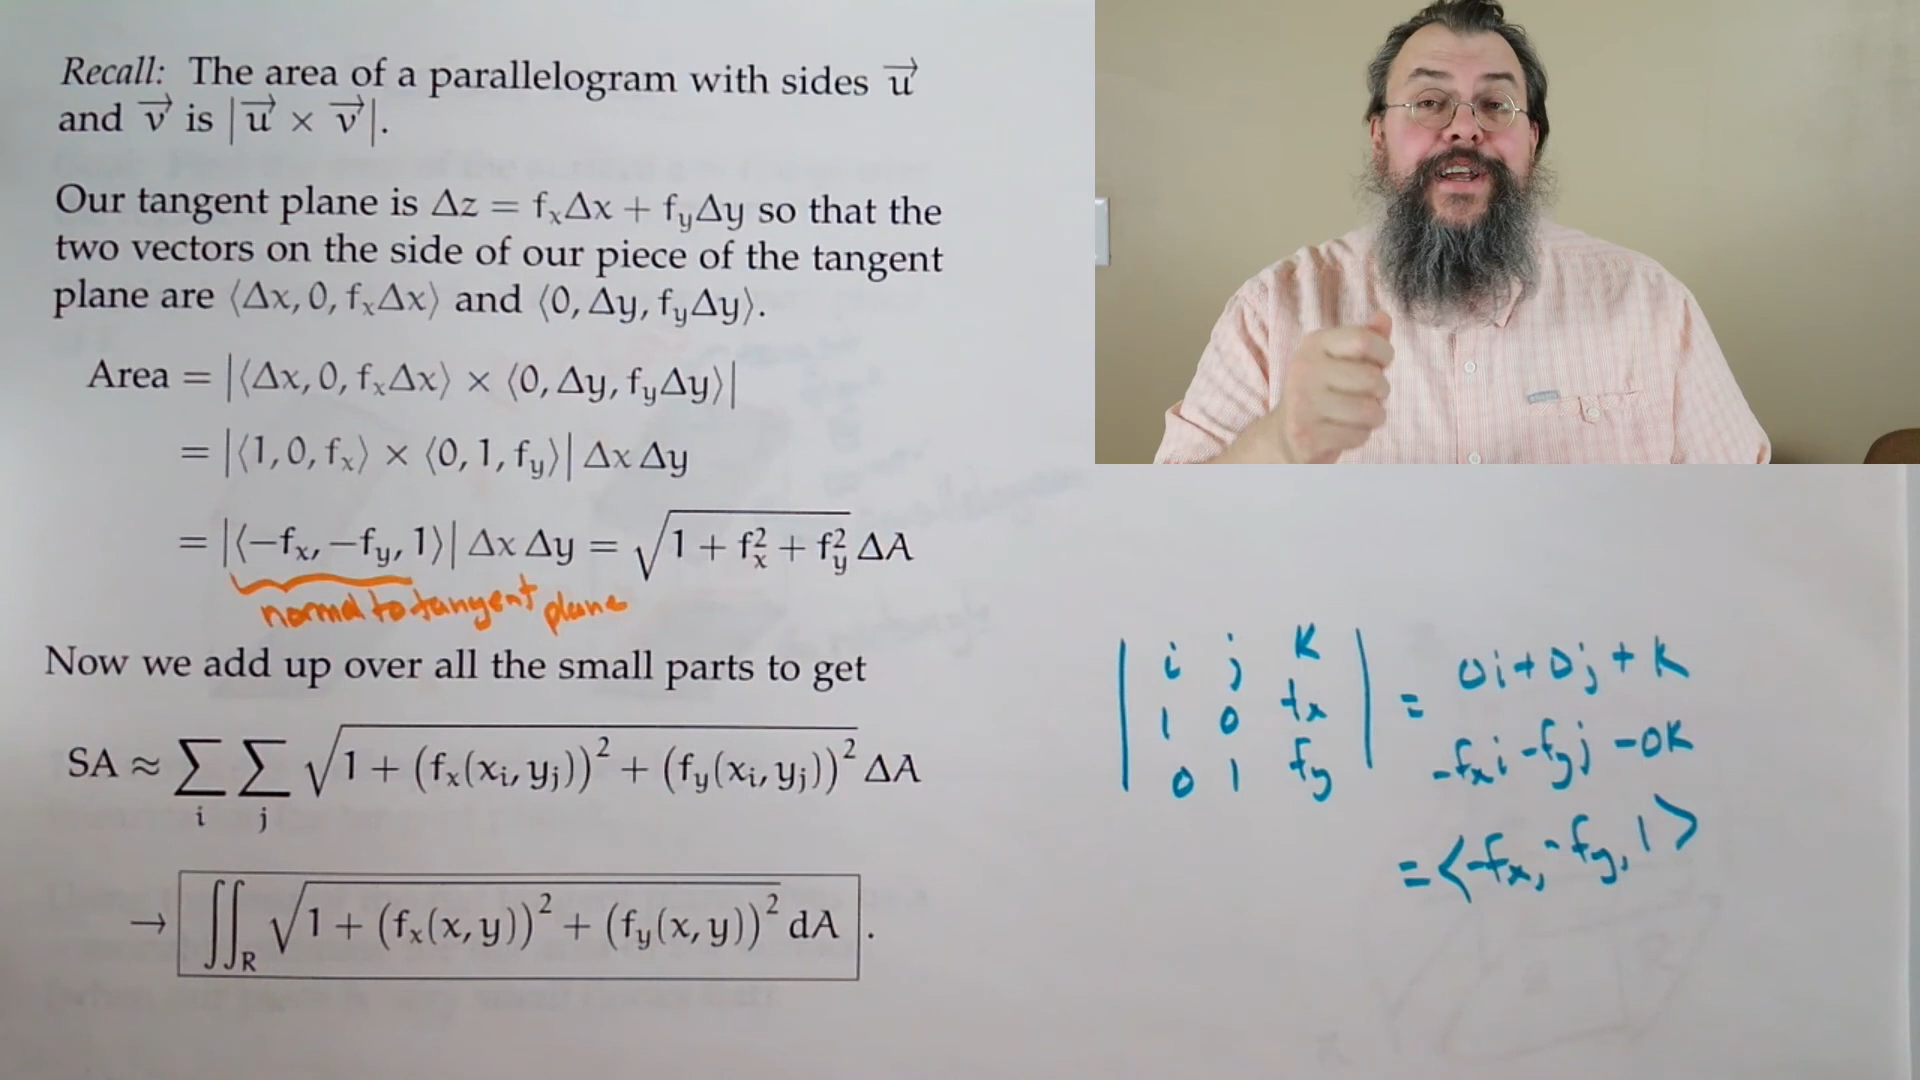 Recall: The area of a parallelogram with sides u⃗
and v⃗ is |u⃗ × v⃗|.
Our tangent plane is Δz = fₓΔx + f_yΔy so that the
two vectors on the side of our piece of the tangent
plane are ⟨Δx, 0, fₓΔx⟩ and ⟨0, Δy, f_yΔy⟩.
Area = |⟨Δx, 0, fₓΔx⟩ × ⟨0, Δy, f_yΔy⟩|
= |⟨1, 0, fₓ⟩ × ⟨0, 1, f_y⟩| Δx Δy
= |⟨−fₓ, −f_y, 1⟩| Δx Δy = √(1 + fₓ² + f_y²) ΔA
normal to tangent plane
Now we add up over all the small parts to get
SA ≈ ∑_i ∑_j √(1 + (fₓ(x_i, y_j))² + (f_y(x_i, y_j))²) ΔA
→ ∬_R √(1 + (fₓ(x, y))² + (f_y(x, y))²) dA .
| i j k | = 0i + 0j + k
| 1 0 fx | -fxi - fyj - 0k
| 0 1 fy |
= <-fx, -fy, 1>